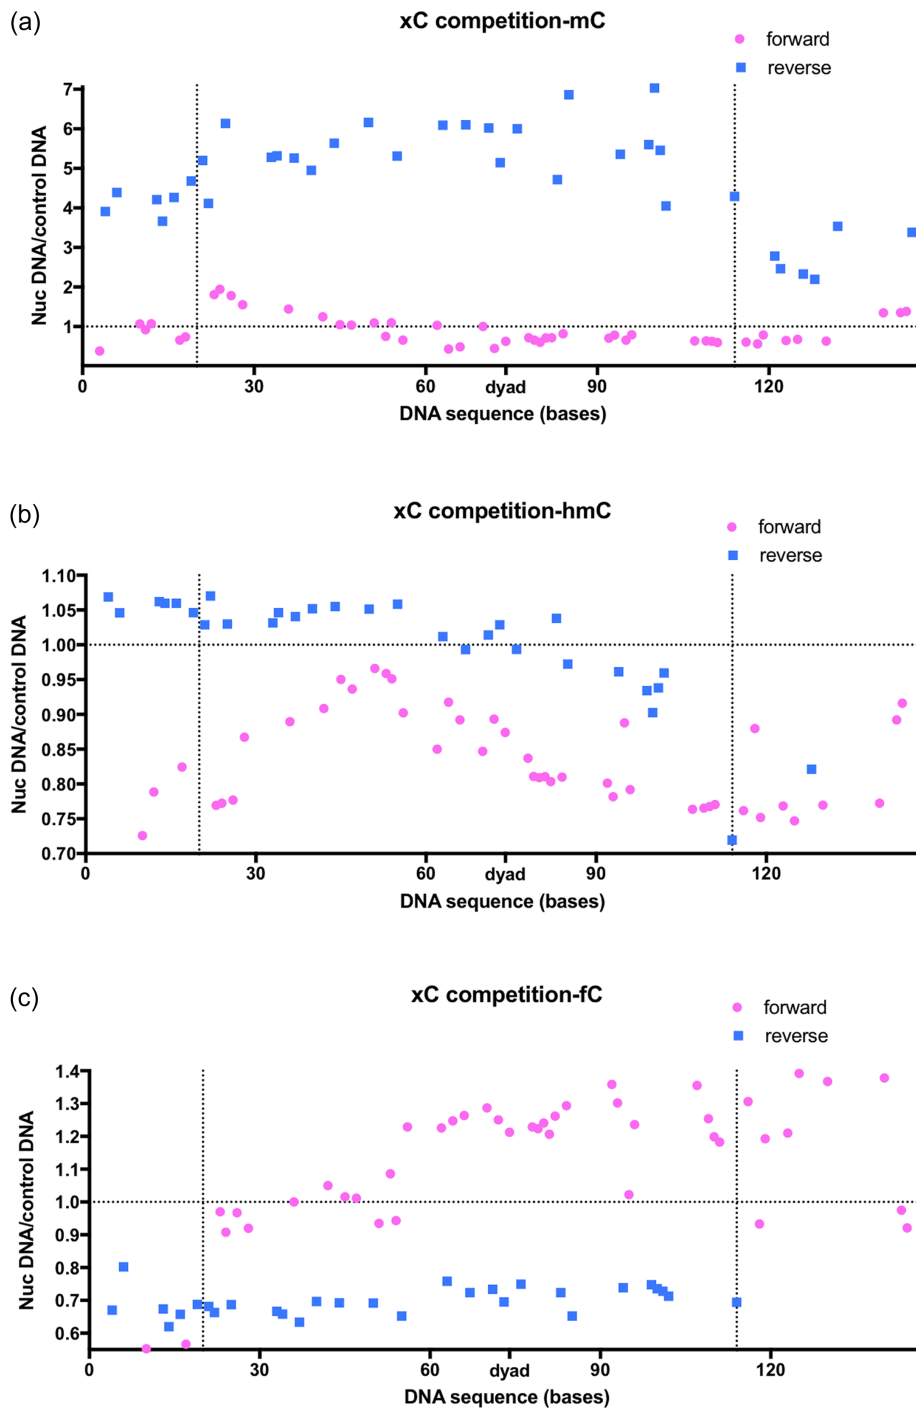 (a)
xC competition-mC
forward
reverse
Nuc DNA/control DNA
7
6
5
4
3
2
1
0 30 60 dyad 90 120
DNA sequence (bases)
(b)
xC competition-hmC
forward
reverse
Nuc DNA/control DNA
1.10
1.05
1.00
0.95
0.90
0.85
0.80
0.75
0.70
0 30 60 dyad 90 120
DNA sequence (bases)
(c)
xC competition-fC
forward
reverse
Nuc DNA/control DNA
1.4
1.3
1.2
1.1
1.0
0.9
0.8
0.7
0.6
0 30 60 dyad 90 120
DNA sequence (bases)